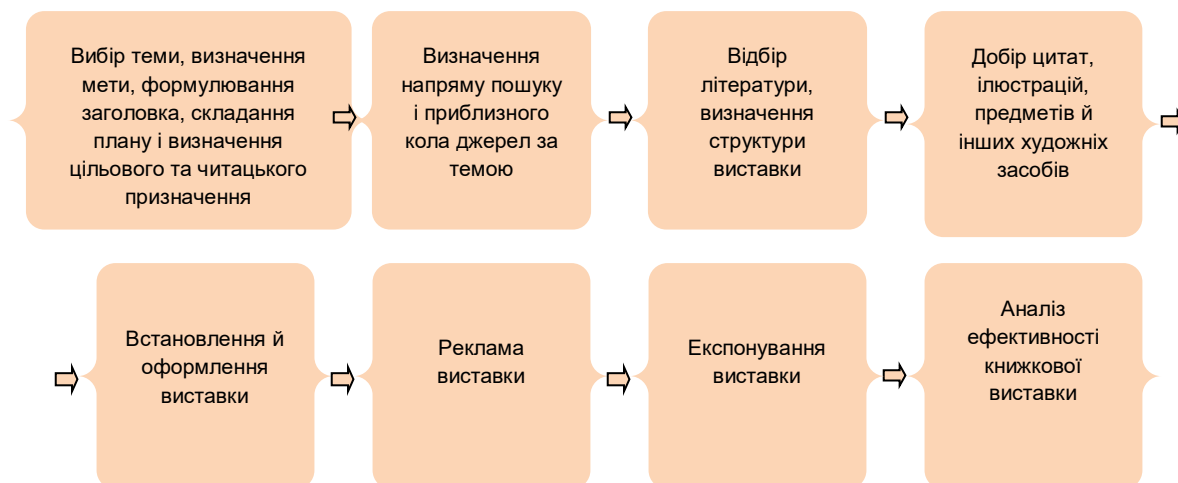 Вибір теми, визначення
мети, формулювання
заголовка, складання
плану і визначення
цільового та читацького
призначення
Визначення
напряму пошуку
і приблизного
кола джерел за
темою
Відбір
літератури,
визначення
структури
виставки
Добір цитат,
ілюстрацій,
предметів й
інших художніх
засобів
Встановлення й
оформлення
виставки
Реклама
виставки
Експонування
виставки
Аналіз
ефективності
книжкової
виставки